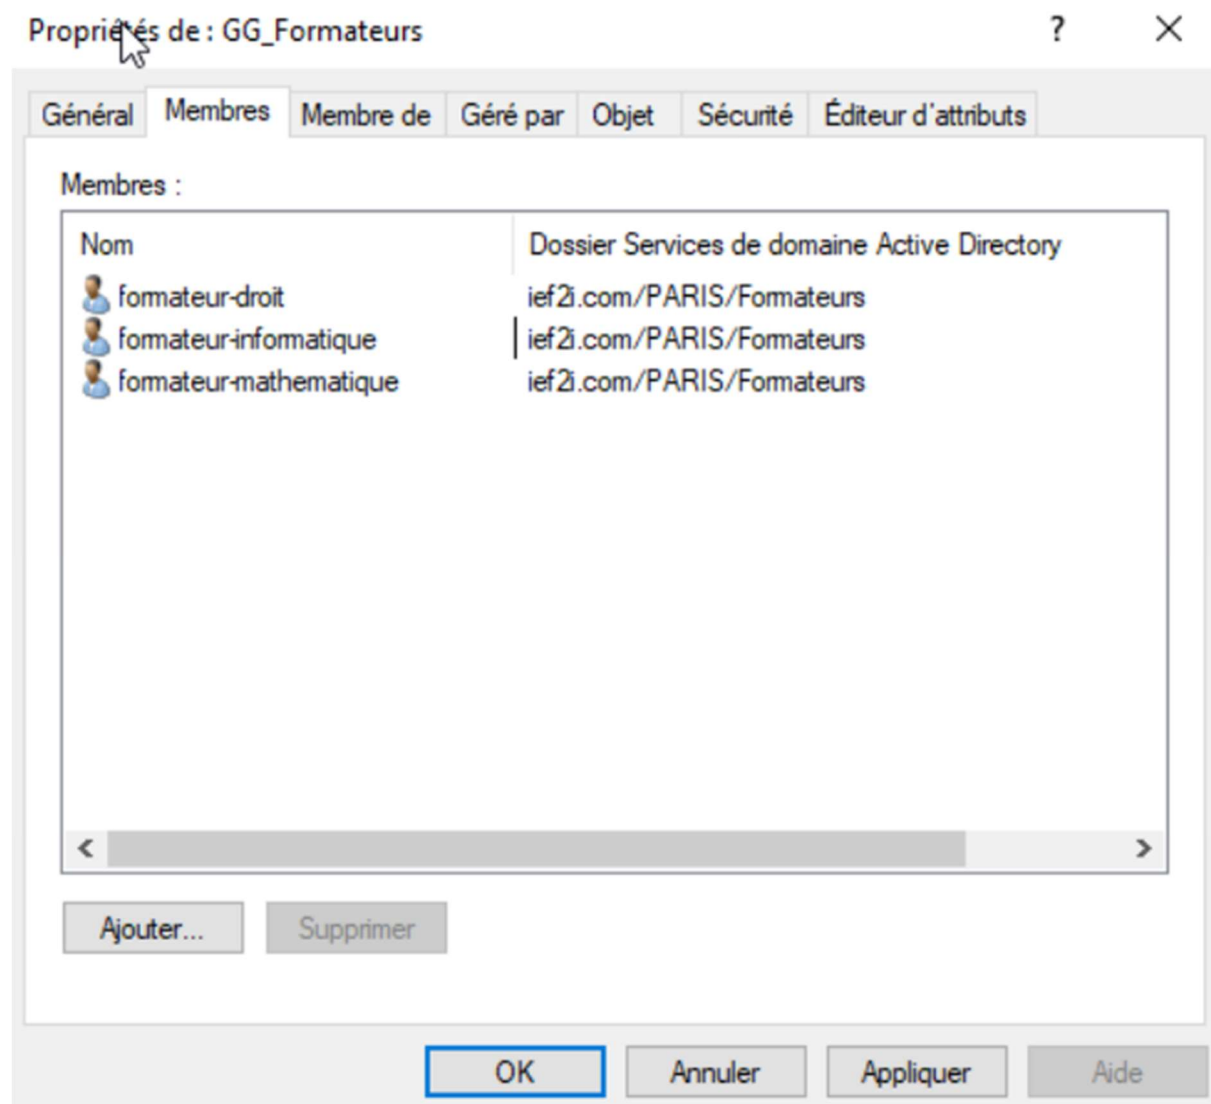 Propriétés de : GG_Formateurs
? ×
Général Membres Membre de Géré par Objet Sécurité Éditeur d'attributs
Membres :
Nom Dossier Services de domaine Active Directory
formateur-droit ief2i.com/PARIS/Formateurs
formateur-informatique ief2i.com/PARIS/Formateurs
formateur-mathematique ief2i.com/PARIS/Formateurs
Ajouter... Supprimer
OK Annuler Appliquer Aide